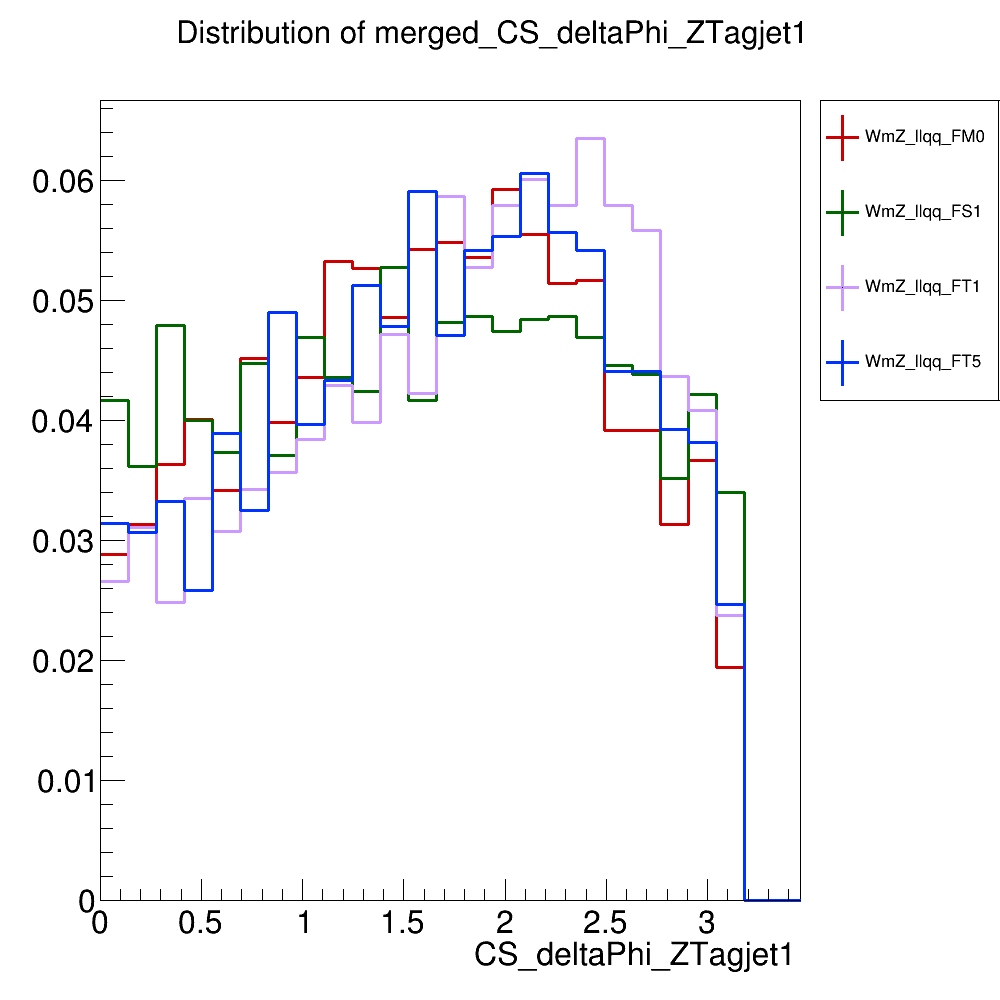 Distribution of merged_CS_deltaPhi_ZTagjet1
WmZ_llqq_FM0
WmZ_llqq_FS1
WmZ_llqq_FT1
WmZ_llqq_FT5
0.06
0.05
0.04
0.03
0.02
0.01
0
0 0.5 1 1.5 2 2.5 3
CS_deltaPhi_ZTagjet1